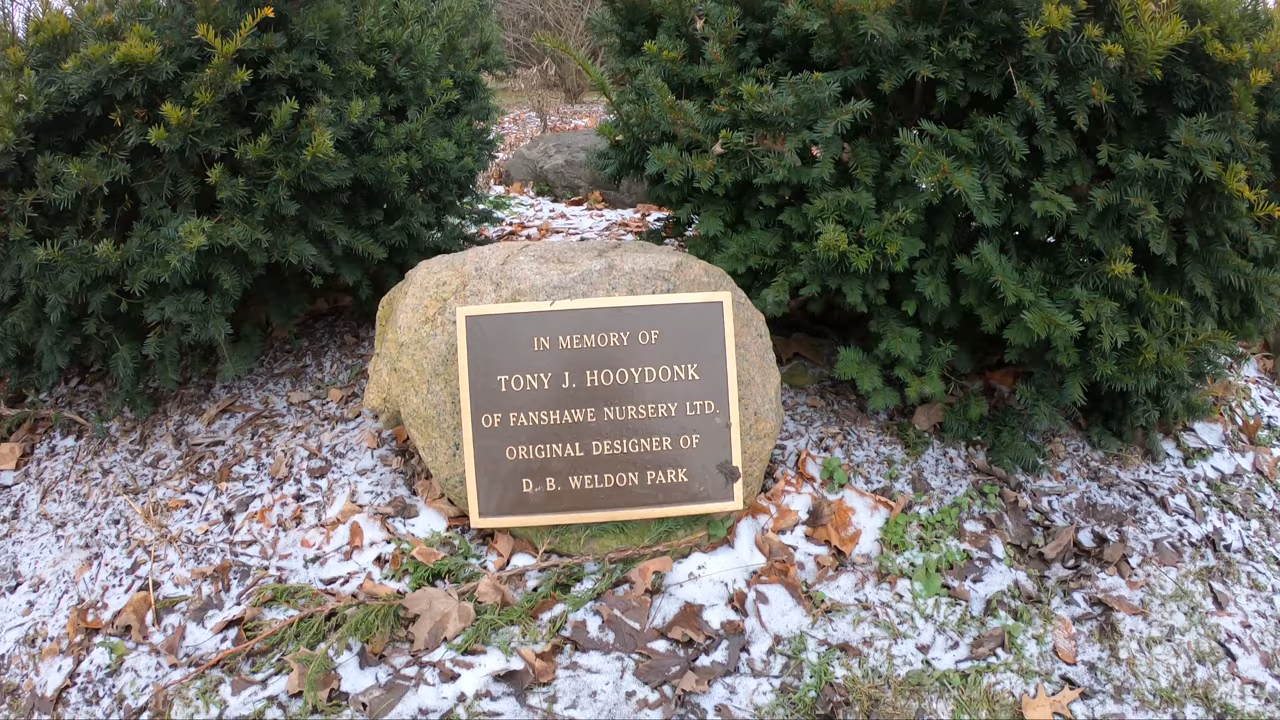 IN MEMORY OF
TONY J. HOOYDONK
OF FANSHAWE NURSERY LTD.
ORIGINAL DESIGNER OF
D. B. WELDON PARK